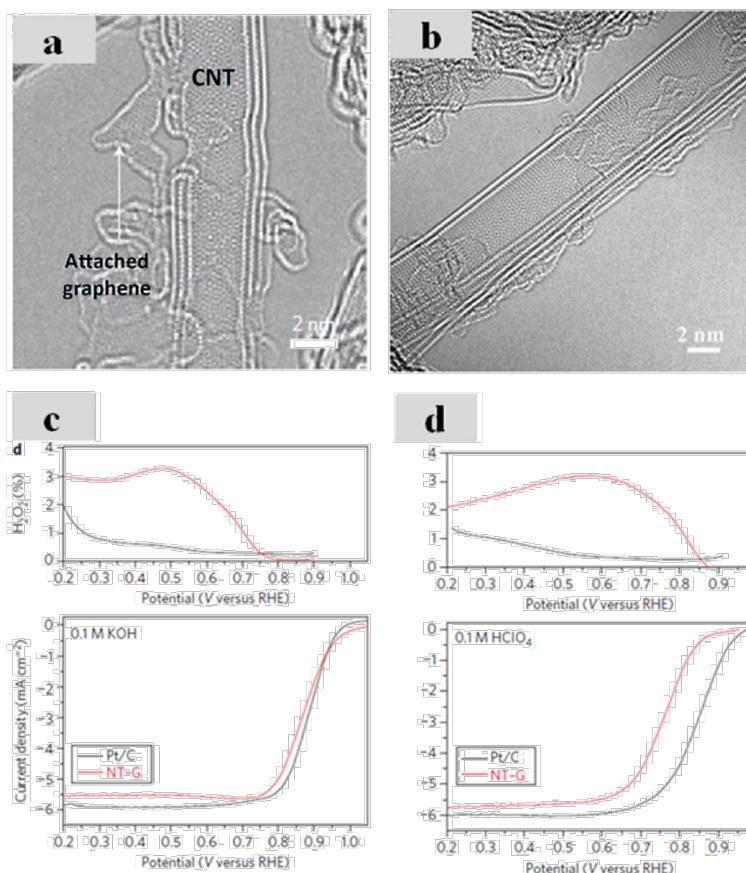 a
CNT
Attached
graphene
2 nm
b
2 nm
c
d
4
3
2
1
0
H2O2 (%)
0.2 0.3 0.4 0.5 0.6 0.7 0.8 0.9 1.0
Potential (V versus RHE)
0.1 M KOH
0
−1
−2
−3
−4
−5
−6
Current density (mA cm−2)
Pt/C
NT–G
0.2 0.3 0.4 0.5 0.6 0.7 0.8 0.9 1.0
Potential (V versus RHE)
d
4
3
2
1
0
0.2 0.3 0.4 0.5 0.6 0.7 0.8 0.9
Potential (V versus RHE)
0.1 M HClO4
0
−1
−2
−3
−4
−5
−6
Pt/C
NT–G
0.2 0.3 0.4 0.5 0.6 0.7 0.8 0.9
Potential (V versus RHE)